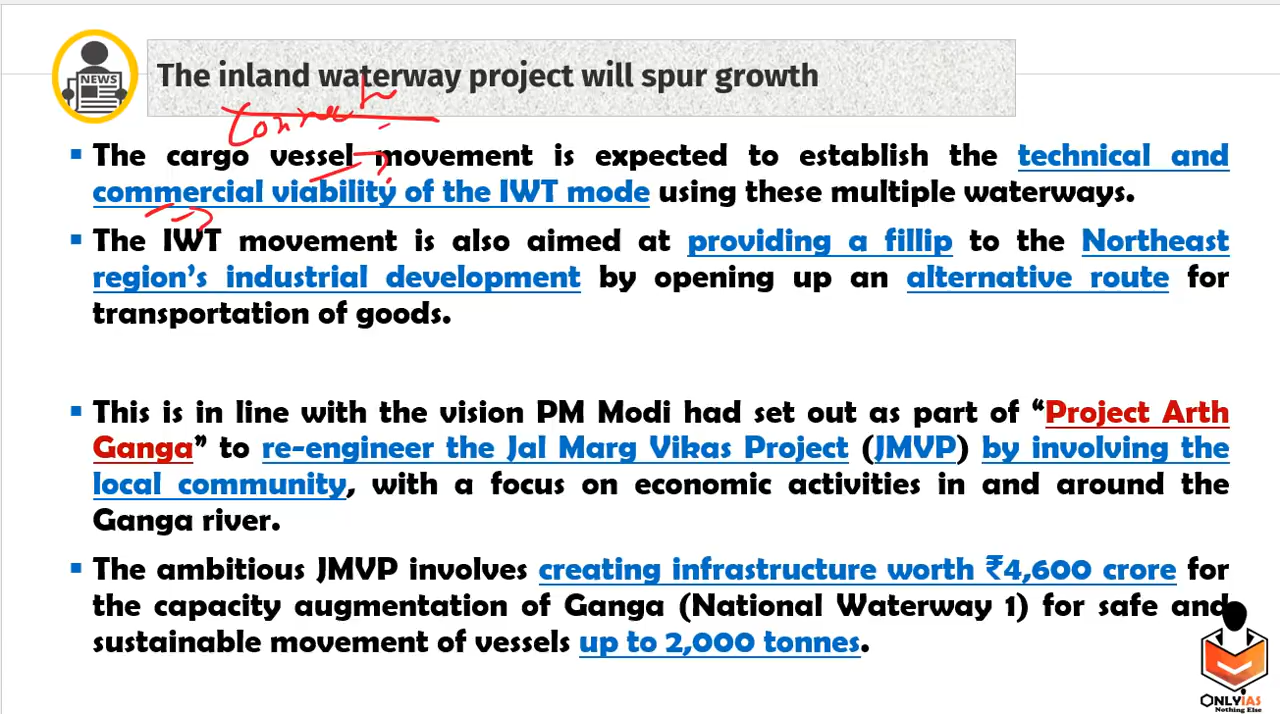 NEWS
The inland waterway project will spur growth
The cargo vessel movement is expected to establish the technical and
commercial viability of the IWT mode using these multiple waterways.
The IWT movement is also aimed at providing a fillip to the Northeast
region’s industrial development by opening up an alternative route for
transportation of goods.
This is in line with the vision PM Modi had set out as part of “Project Arth
Ganga” to re-engineer the Jal Marg Vikas Project (JMVP) by involving the
local community, with a focus on economic activities in and around the
Ganga river.
The ambitious JMVP involves creating infrastructure worth ₹4,600 crore for
the capacity augmentation of Ganga (National Waterway 1) for safe and
sustainable movement of vessels up to 2,000 tonnes.
ONLYIAS
Nothing Else